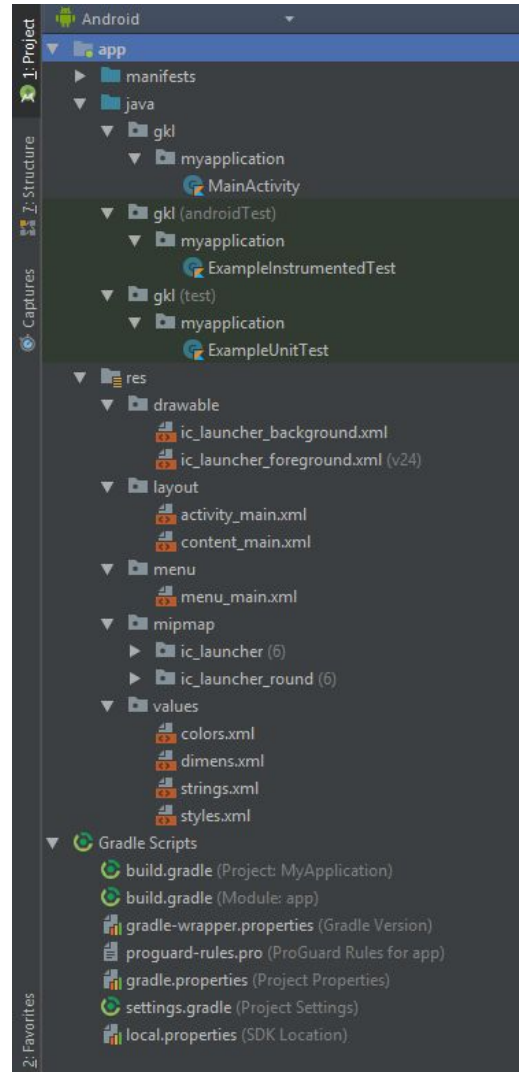 Android
1: Project
7: Structure
Captures
2: Favorites
app
manifests
java
gkl
myapplication
MainActivity
gkl (androidTest)
myapplication
ExampleInstrumentedTest
gkl (test)
myapplication
ExampleUnitTest
res
drawable
ic_launcher_background.xml
ic_launcher_foreground.xml (v24)
layout
activity_main.xml
content_main.xml
menu
menu_main.xml
mipmap
ic_launcher (6)
ic_launcher_round (6)
values
colors.xml
dimens.xml
strings.xml
styles.xml
Gradle Scripts
build.gradle (Project: MyApplication)
build.gradle (Module: app)
gradle-wrapper.properties (Gradle Version)
proguard-rules.pro (ProGuard Rules for app)
gradle.properties (Project Properties)
settings.gradle (Project Settings)
local.properties (SDK Location)